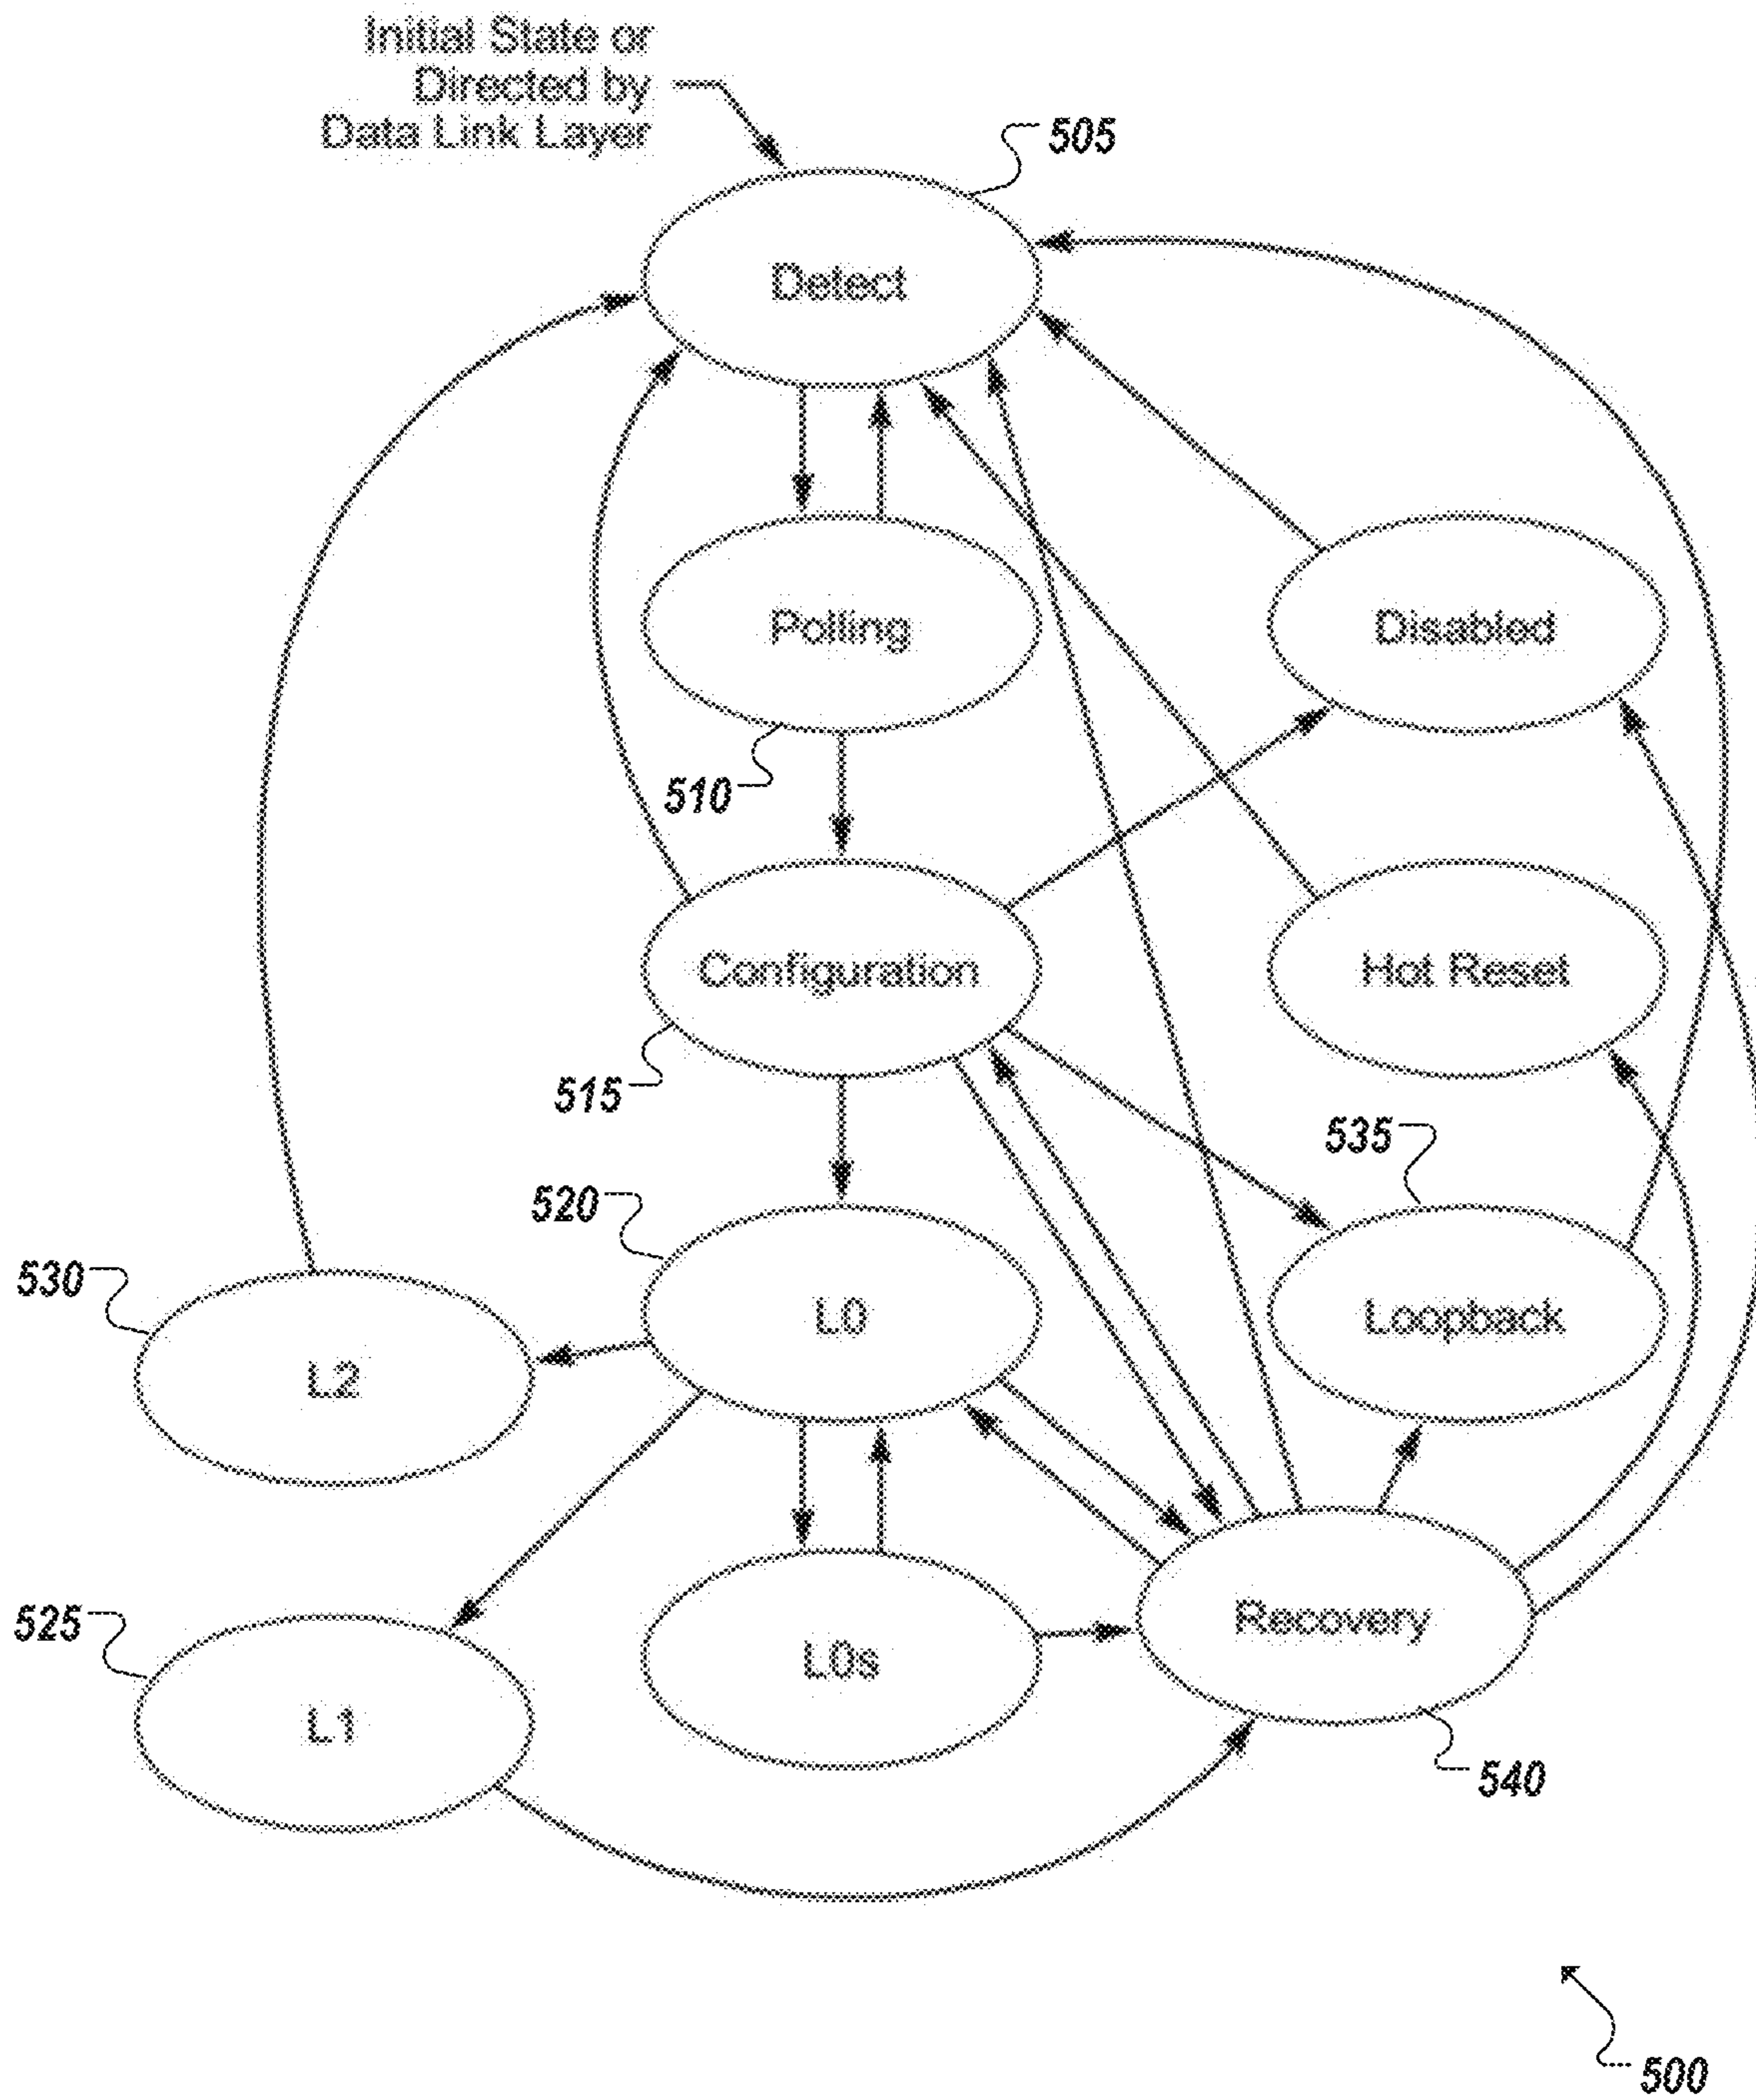 Initial State or
Directed by
Data Link Layer
505
Detect
Polling
Disabled
510
Configuration
Hot Reset
515
535
520
530
L0
Loopback
L2
525
L0s
Recovery
L1
540
500